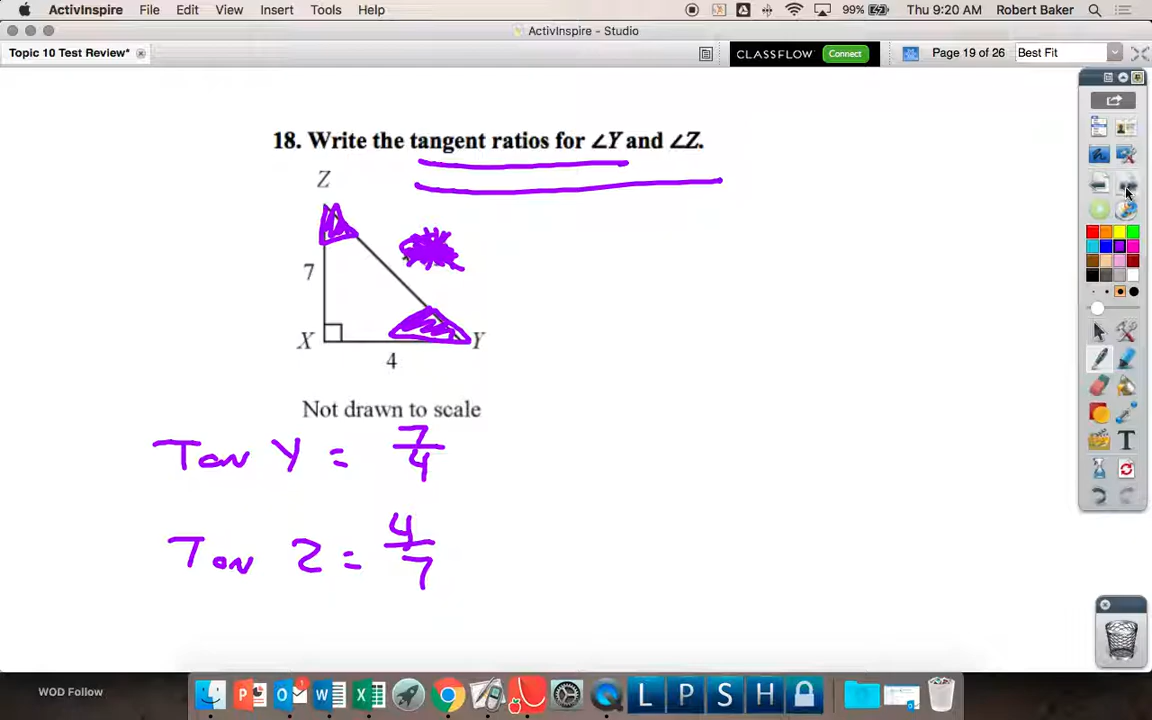 ActivInspire File Edit View Insert Tools Help 99% Thu 9:20 AM Robert Baker
ActivInspire - Studio
Topic 10 Test Review* CLASSFLOW Connect Page 19 of 26 Best Fit
18. Write the tangent ratios for ∠Y and ∠Z.
Z
7
X
Y
4
Not drawn to scale
Tan Y = 7/4
Tan Z = 4/7
T
WOD Follow
P W X L P S H